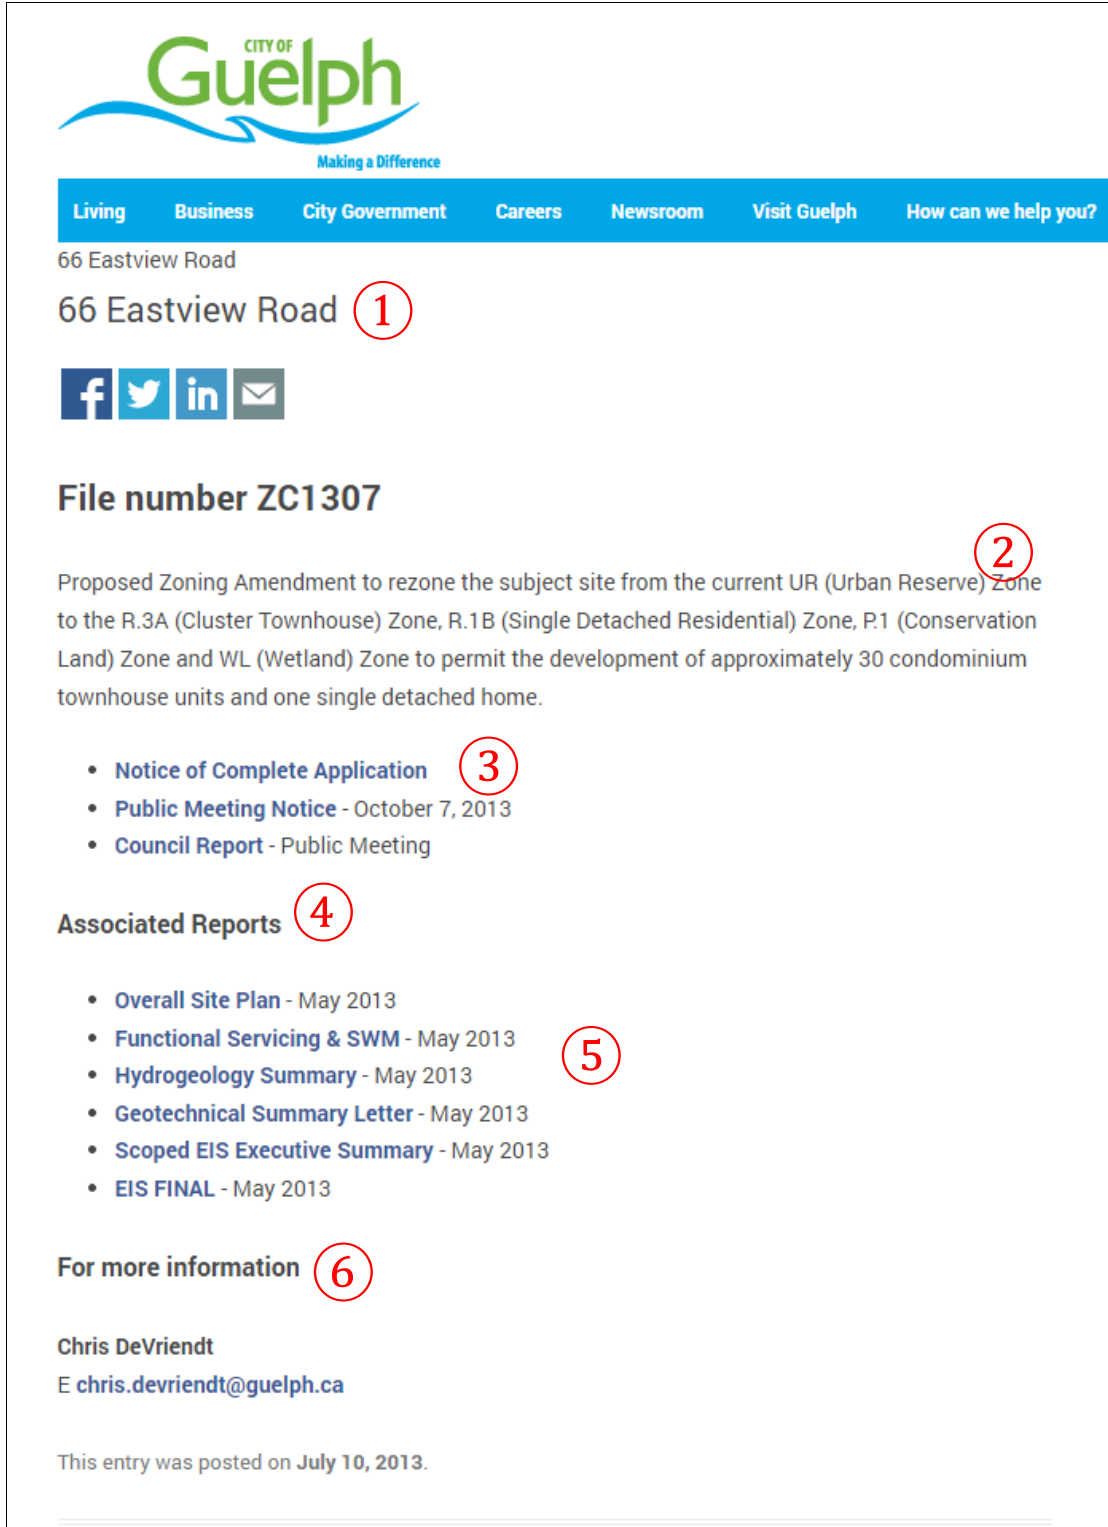 CITY OF
Guelph
Making a Difference
Living Business City Government Careers Newsroom Visit Guelph How can we help you?
66 Eastview Road
66 Eastview Road ①
File number ZC1307
②
Proposed Zoning Amendment to rezone the subject site from the current UR (Urban Reserve) Zone
to the R.3A (Cluster Townhouse) Zone, R.1B (Single Detached Residential) Zone, P.1 (Conservation
Land) Zone and WL (Wetland) Zone to permit the development of approximately 30 condominium
townhouse units and one single detached home.
• Notice of Complete Application ③
• Public Meeting Notice - October 7, 2013
• Council Report - Public Meeting
Associated Reports ④
• Overall Site Plan - May 2013
• Functional Servicing & SWM - May 2013 ⑤
• Hydrogeology Summary - May 2013
• Geotechnical Summary Letter - May 2013
• Scoped EIS Executive Summary - May 2013
• EIS FINAL - May 2013
For more information ⑥
Chris DeVriendt
E chris.devriendt@guelph.ca
This entry was posted on July 10, 2013.